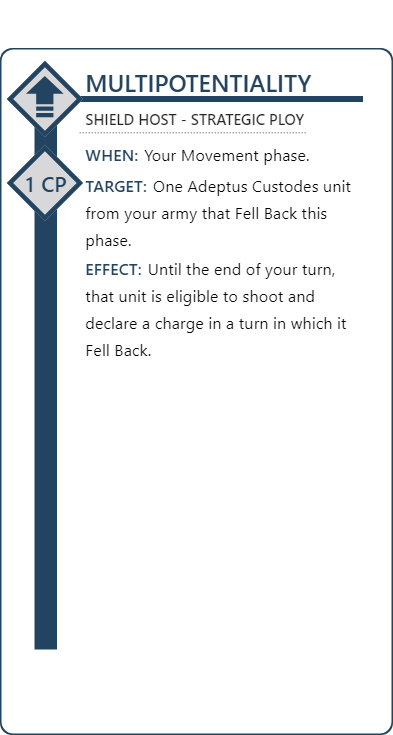 MULTIPOTENTIALITY
SHIELD HOST - STRATEGIC PLOY
1 CP
WHEN: Your Movement phase.
TARGET: One Adeptus Custodes unit
from your army that Fell Back this
phase.
EFFECT: Until the end of your turn,
that unit is eligible to shoot and
declare a charge in a turn in which it
Fell Back.